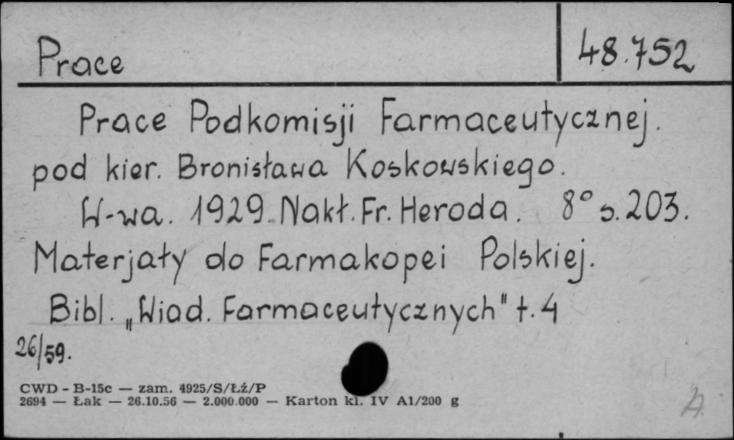 Prace
48.752
Prace Podkomisji Farmaceutycznej.
pod kier. Bronisława Koskowskiego.
W-wa. 1929. Nakł. Fr. Heroda. 8° s. 203.
Materjały do Farmakopei Polskiej.
Bibl. „Wiad. Farmaceutycznych" t. 4
26/59.
CWD - B-15c — zam. 4925/S/Łź/P
2694 — Łak — 26.10.56 — 2.000.000 — Karton kl. IV A1/200 g